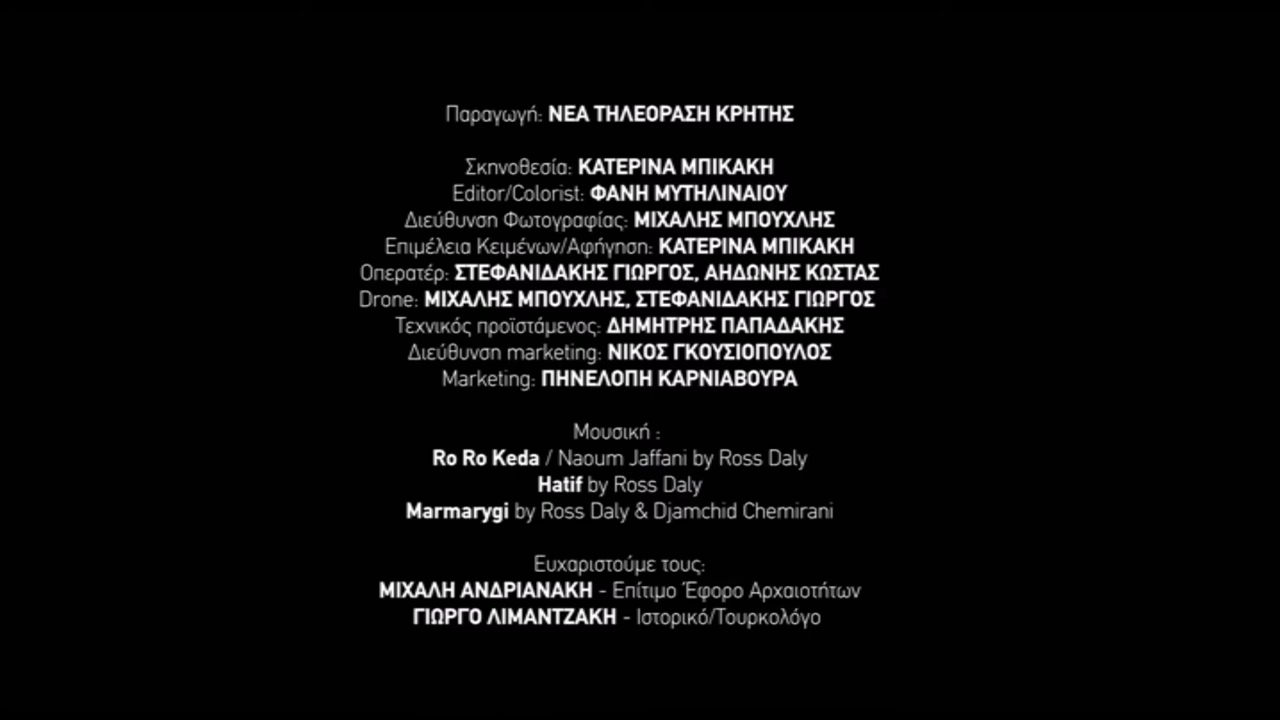 Παραγωγή: ΝΕΑ ΤΗΛΕΟΡΑΣΗ ΚΡΗΤΗΣ
Σκηνοθεσία: ΚΑΤΕΡΙΝΑ ΜΠΙΚΑΚΗ
Editor/Colorist: ΦΑΝΗ ΜΥΤΗΛΙΝΑΙΟΥ
Διεύθυνση Φωτογραφίας: ΜΙΧΑΛΗΣ ΜΠΟΥΧΛΗΣ
Επιμέλεια Κειμένων/Αφήγηση: ΚΑΤΕΡΙΝΑ ΜΠΙΚΑΚΗ
Οπερατέρ: ΣΤΕΦΑΝΙΔΑΚΗΣ ΓΙΩΡΓΟΣ, ΑΗΔΩΝΗΣ ΚΩΣΤΑΣ
Drone: ΜΙΧΑΛΗΣ ΜΠΟΥΧΛΗΣ, ΣΤΕΦΑΝΙΔΑΚΗΣ ΓΙΩΡΓΟΣ
Τεχνικός προϊστάμενος: ΔΗΜΗΤΡΗΣ ΠΑΠΑΔΑΚΗΣ
Διεύθυνση marketing: ΝΙΚΟΣ ΓΚΟΥΣΙΟΠΟΥΛΟΣ
Marketing: ΠΗΝΕΛΟΠΗ ΚΑΡΝΙΑΒΟΥΡΑ
Μουσική :
Ro Ro Keda / Naoum Jaffani by Ross Daly
Hatif by Ross Daly
Marmarygi by Ross Daly & Djamchid Chemirani
Ευχαριστούμε τους:
ΜΙΧΑΛΗ ΑΝΔΡΙΑΝΑΚΗ - Επίτιμο Έφορο Αρχαιοτήτων
ΓΙΩΡΓΟ ΛΙΜΑΝΤΖΑΚΗ - Ιστορικό/Τουρκολόγο